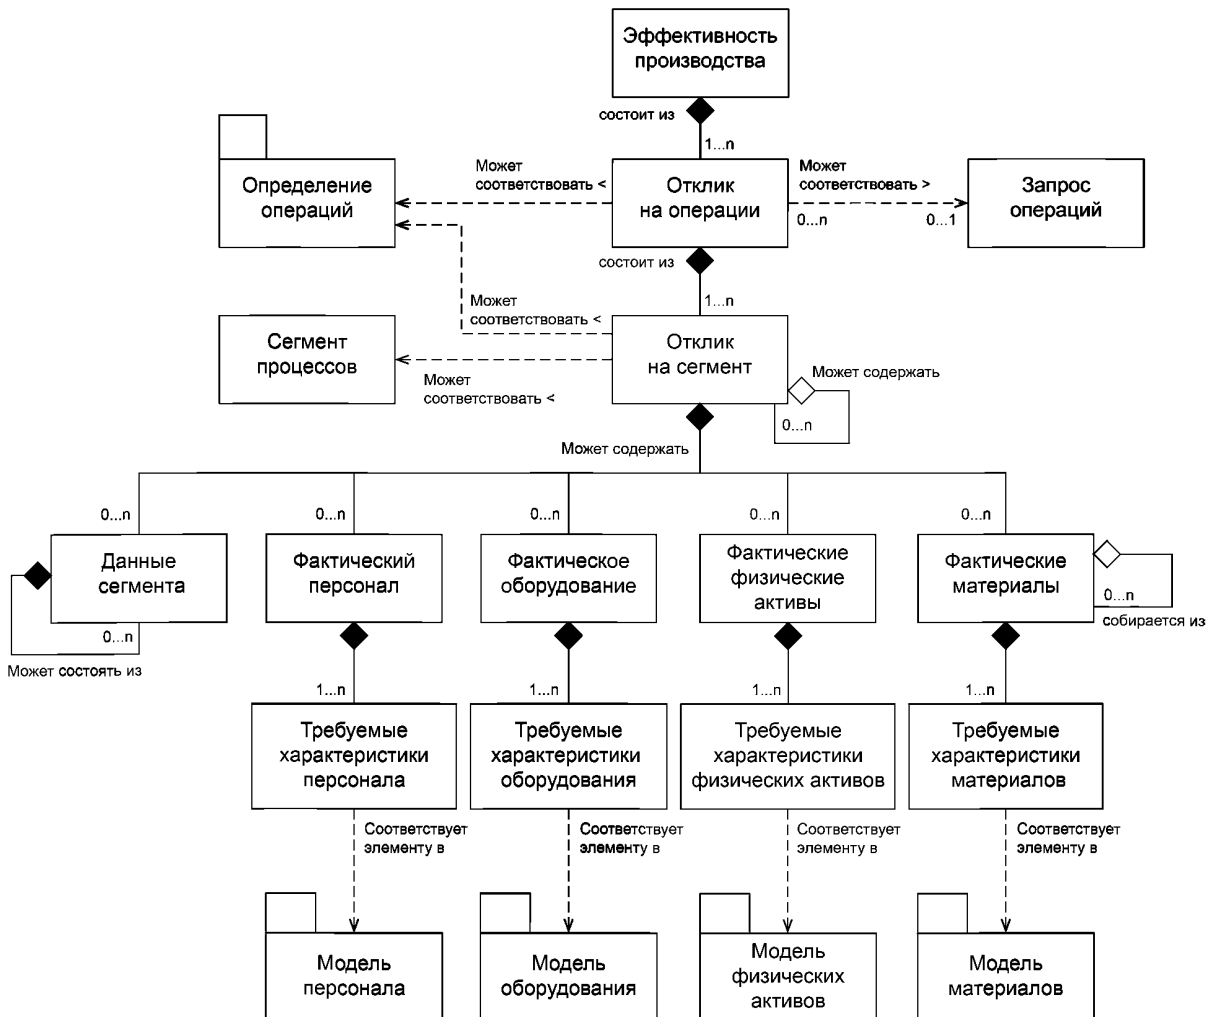 Эффективность
производства
состоит из
1...n
Определение
операций
Может
соответствовать <
Отклик
на операции
Может
соответствовать >
0...n
0...1
Запрос
операций
состоит из
1...n
Может
соответствовать <
Сегмент
процессов
Может
соответствовать <
Отклик
на сегмент
Может содержать
0...n
Может содержать
0...n
0...n
0...n
0...n
0...n
Данные
сегмента
0...n
Может состоять из
Фактический
персонал
Фактическое
оборудование
Фактические
физические
активы
Фактические
материалы
0...n
собирается из
1...n
1...n
1...n
1...n
Требуемые
характеристики
персонала
Требуемые
характеристики
оборудования
Требуемые
характеристики
физических активов
Требуемые
характеристики
материалов
Соответствует
элементу в
Соответствует
элементу в
Соответствует
элементу в
Соответствует
элементу в
Модель
персонала
Модель
оборудования
Модель
физических
активов
Модель
материалов